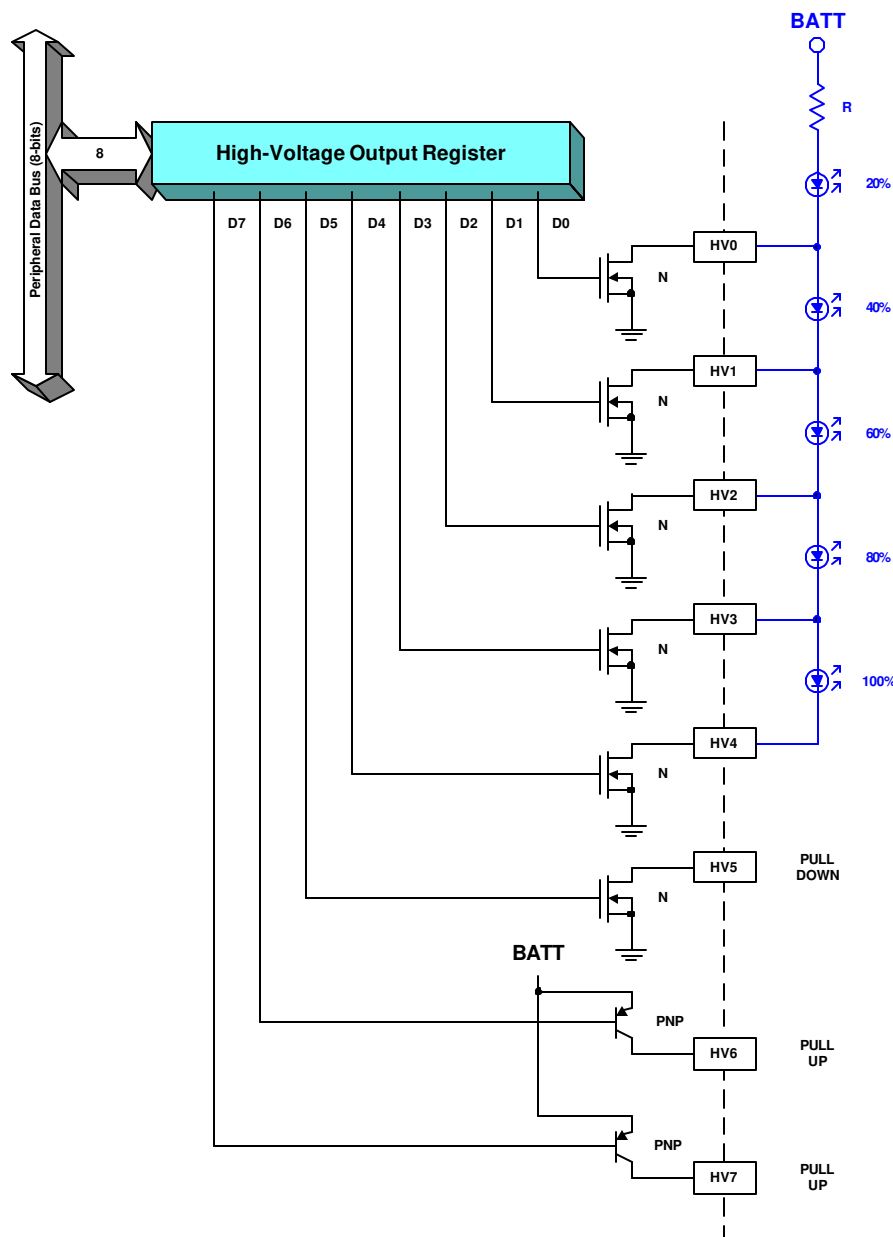 BATT
R
Peripheral Data Bus (8-bits)
8
High-Voltage Output Register
20%
D7 D6 D5 D4 D3 D2 D1 D0
HV0
N
40%
HV1
N
60%
HV2
N
80%
HV3
N
100%
HV4
N
HV5
PULL
DOWN
N
BATT
PNP
HV6
PULL
UP
PNP
HV7
PULL
UP